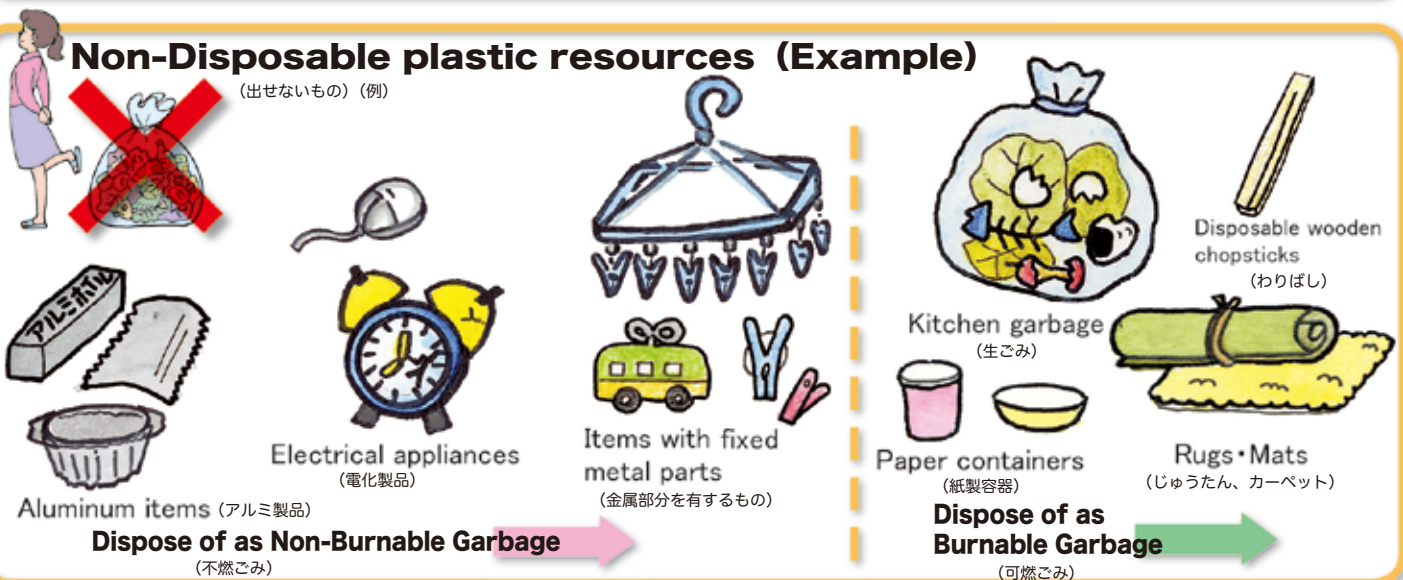 Non-Disposable plastic resources (Example)
(出せないもの)(例)
アルミホイル
Aluminum items (アルミ製品)
Electrical appliances
(電化製品)
Items with fixed
metal parts
(金属部分を有するもの)
Dispose of as Non-Burnable Garbage
(不燃ごみ)
Disposable wooden
chopsticks
(わりばし)
Kitchen garbage
(生ごみ)
Paper containers
(紙製容器)
Rugs・Mats
(じゅうたん、カーペット)
Dispose of as
Burnable Garbage
(可燃ごみ)